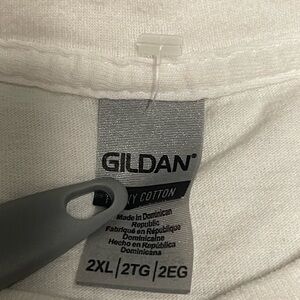 GILDAN®
COTTON
Made in Dominican
Republic
Fabriqué en République
Dominicaine
Hecho en República
Dominicana
2XL/2TG/2EG